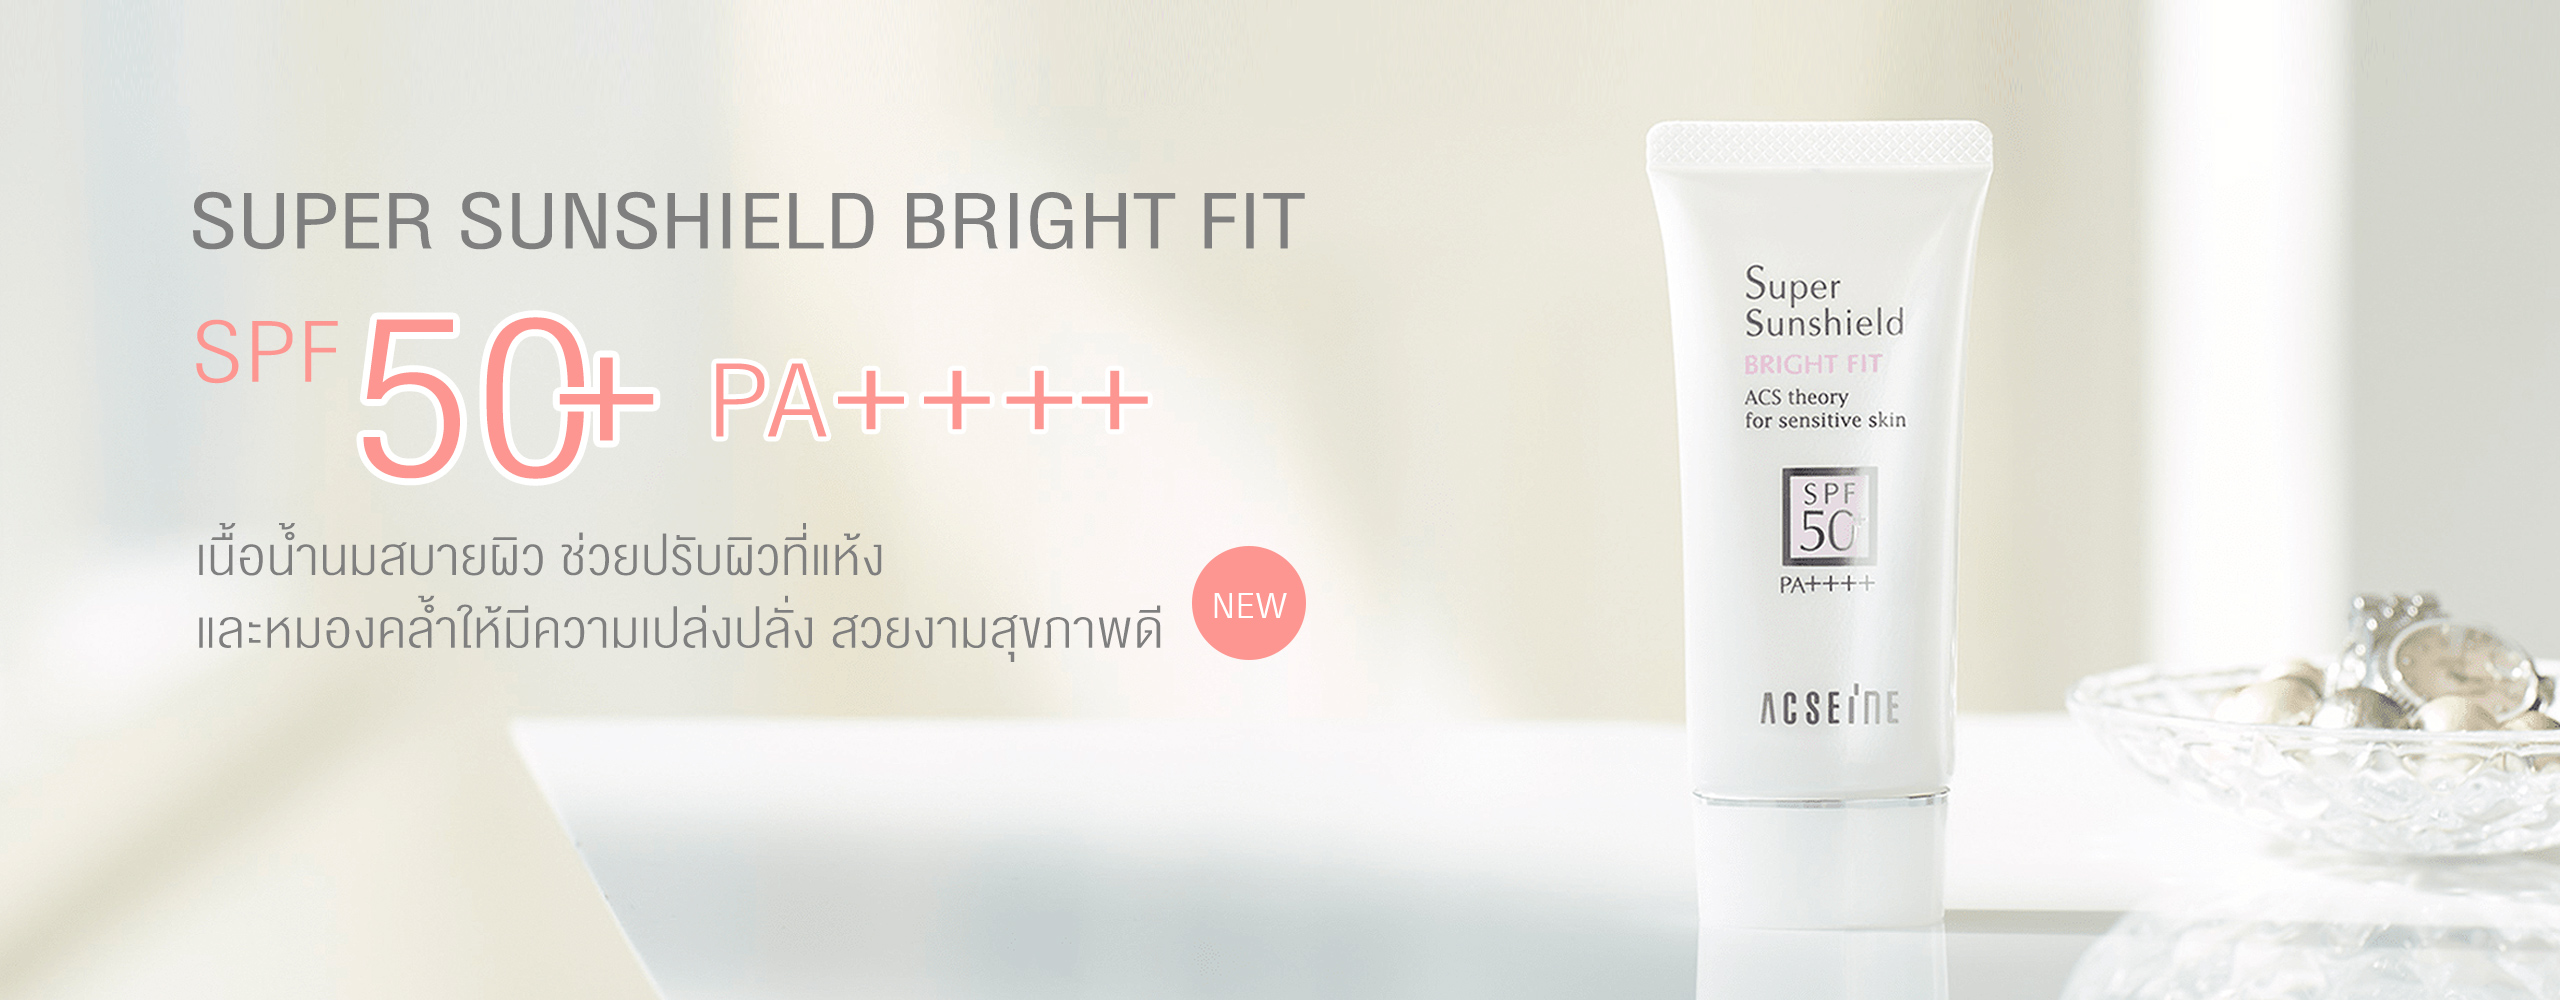 SUPER SUNSHIELD BRIGHT FIT
SPF 50+ PA++++
เนื้อน้ำนมสบายผิว ช่วยปรับผิวที่แห้ง
และหมองคล้ำให้มีความเปล่งปลั่ง สวยงามสุขภาพดี
NEW
Super
Sunshield
BRIGHT FIT
ACS theory
for sensitive skin
SPF
50+
PA++++
ACSEINE